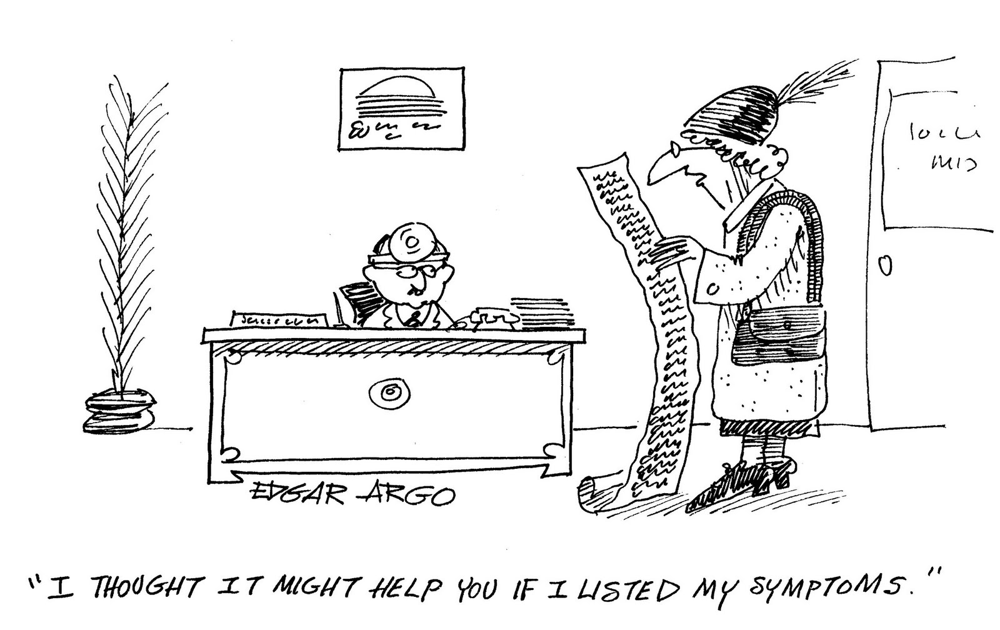 EDGAR ARGO
"I THOUGHT IT MIGHT HELP YOU IF I LISTED MY SYMPTOMS."